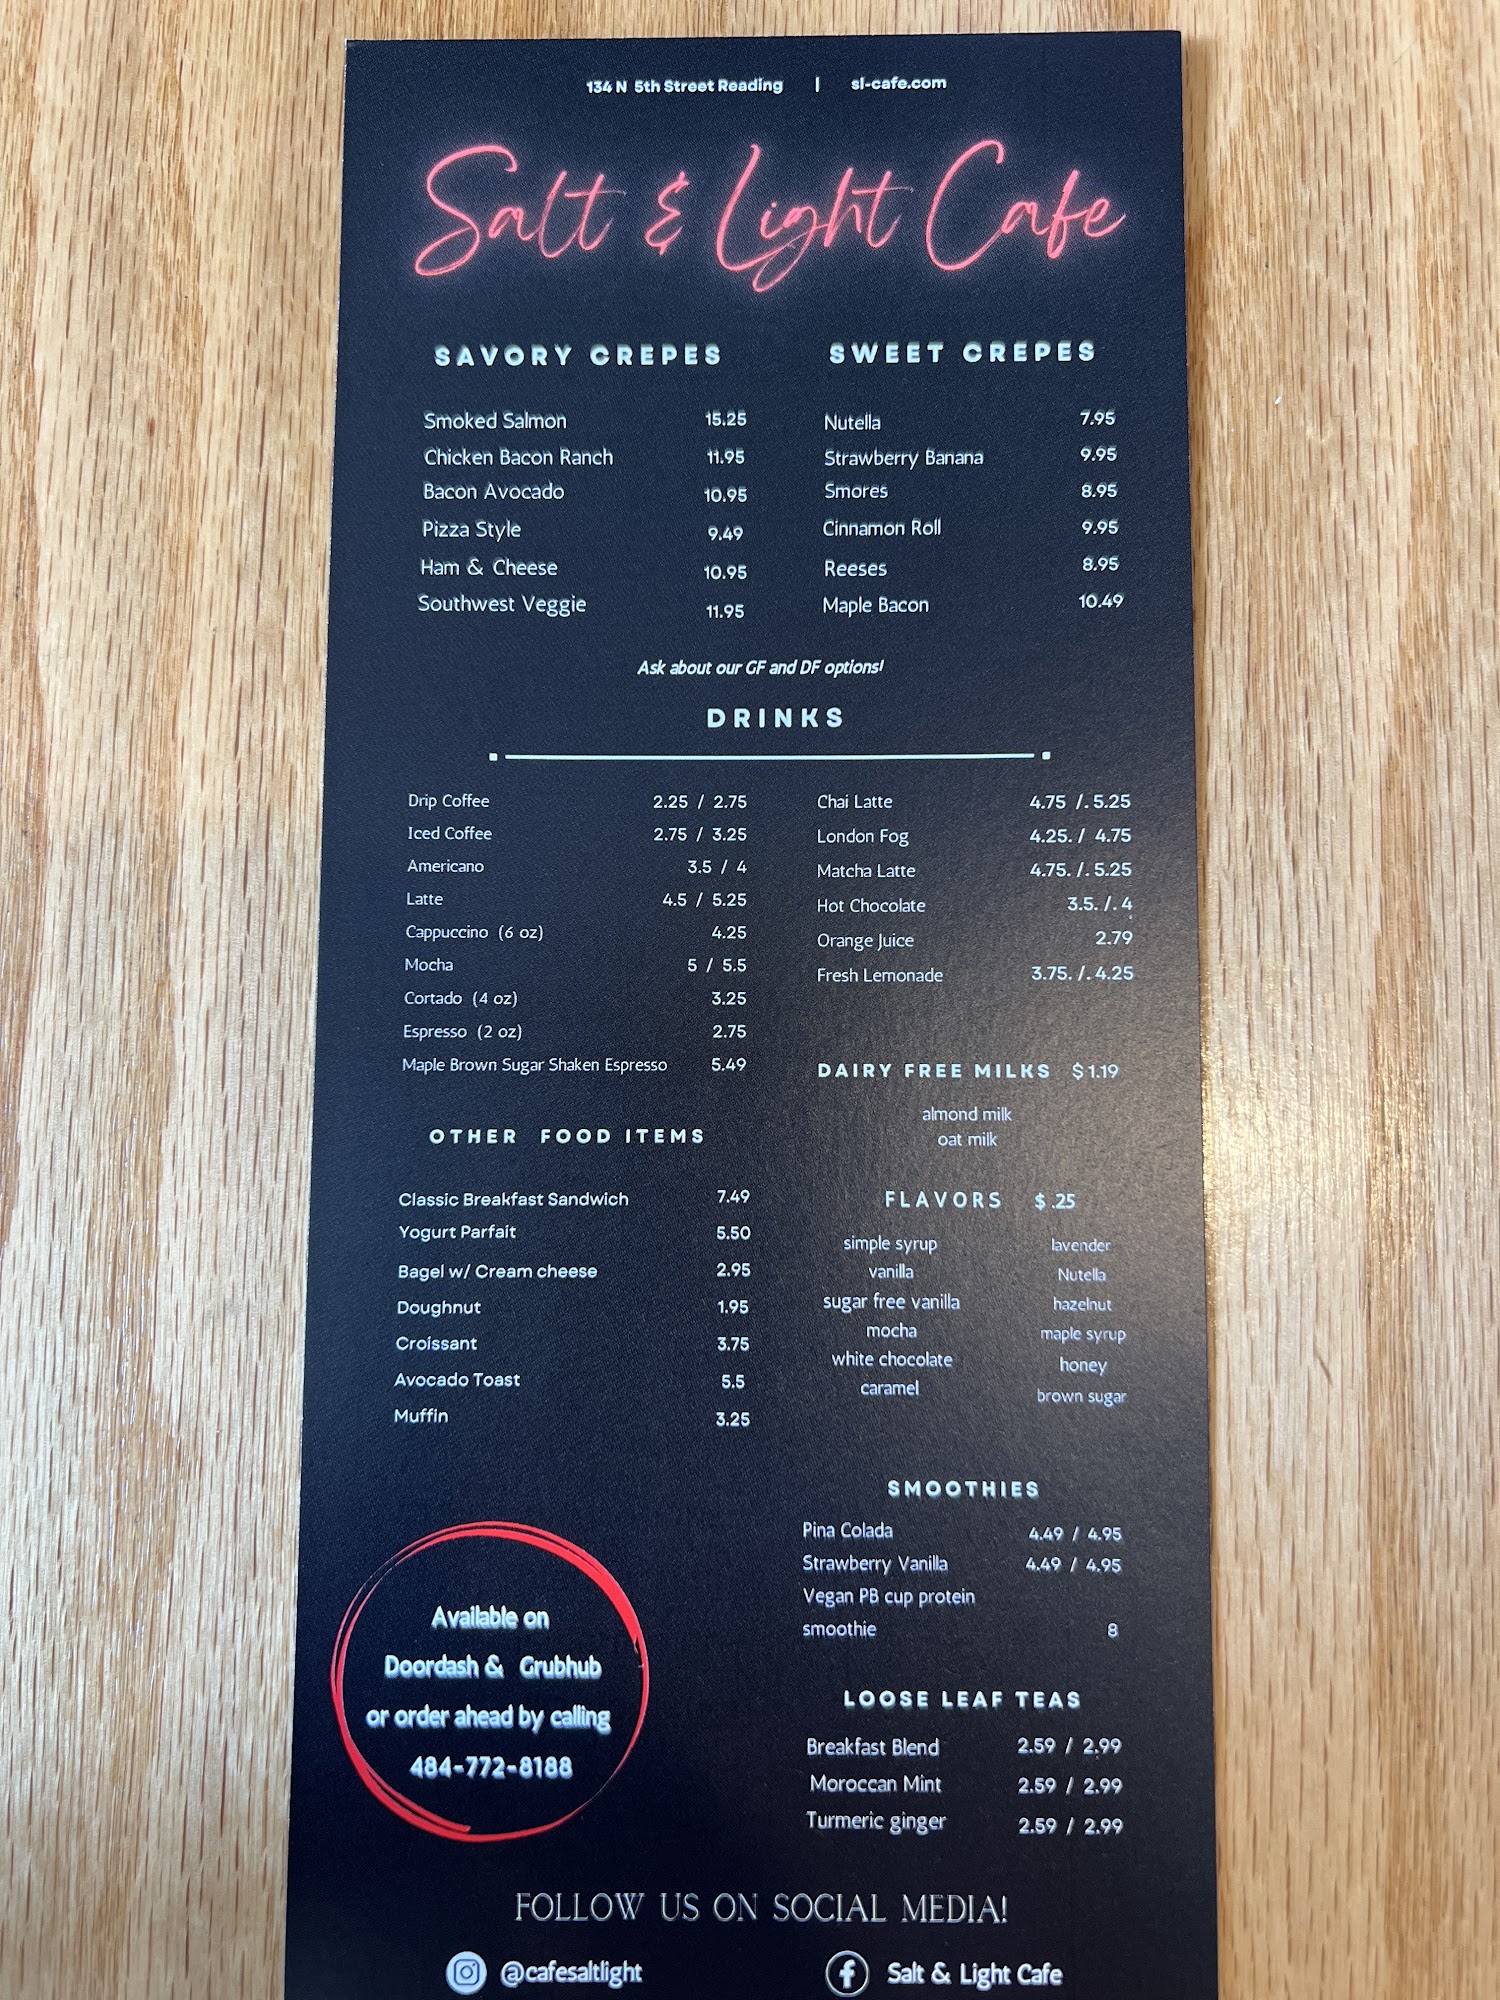 134 N 5th Street Reading | sl-cafe.com
Salt & Light Cafe
SAVORY CREPES
Smoked Salmon 15.25
Chicken Bacon Ranch 11.95
Bacon Avocado 10.95
Pizza Style 9.49
Ham & Cheese 10.95
Southwest Veggie 11.95
SWEET CREPES
Nutella 7.95
Strawberry Banana 9.95
Smores 8.95
Cinnamon Roll 9.95
Reeses 8.95
Maple Bacon 10.49
Ask about our GF and DF options!
DRINKS
Drip Coffee 2.25 / 2.75
Iced Coffee 2.75 / 3.25
Americano 3.5 / 4
Latte 4.5 / 5.25
Cappuccino (6 oz) 4.25
Mocha 5 / 5.5
Cortado (4 oz) 3.25
Espresso (2 oz) 2.75
Maple Brown Sugar Shaken Espresso 5.49
Chai Latte 4.75 /. 5.25
London Fog 4.25. / 4.75
Matcha Latte 4.75. /. 5.25
Hot Chocolate 3.5. /. 4
Orange Juice 2.79
Fresh Lemonade 3.75. /. 4.25
OTHER FOOD ITEMS
Classic Breakfast Sandwich 7.49
Yogurt Parfait 5.50
Bagel w/ Cream cheese 2.95
Doughnut 1.95
Croissant 3.75
Avocado Toast 5.5
Muffin 3.25
DAIRY FREE MILKS $1.19
almond milk
oat milk
FLAVORS $ .25
simple syrup
vanilla
sugar free vanilla
mocha
white chocolate
caramel
lavender
Nutella
hazelnut
maple syrup
honey
brown sugar
SMOOTHIES
Pina Colada 4.49 / 4.95
Strawberry Vanilla 4.49 / 4.95
Vegan PB cup protein
smoothie 8
LOOSE LEAF TEAS
Breakfast Blend 2.59 / 2.99
Moroccan Mint 2.59 / 2.99
Turmeric ginger 2.59 / 2.99
Available on
Doordash & Grubhub
or order ahead by calling
484-772-8188
FOLLOW US ON SOCIAL MEDIA!
@cafesaltlight
Salt & Light Cafe